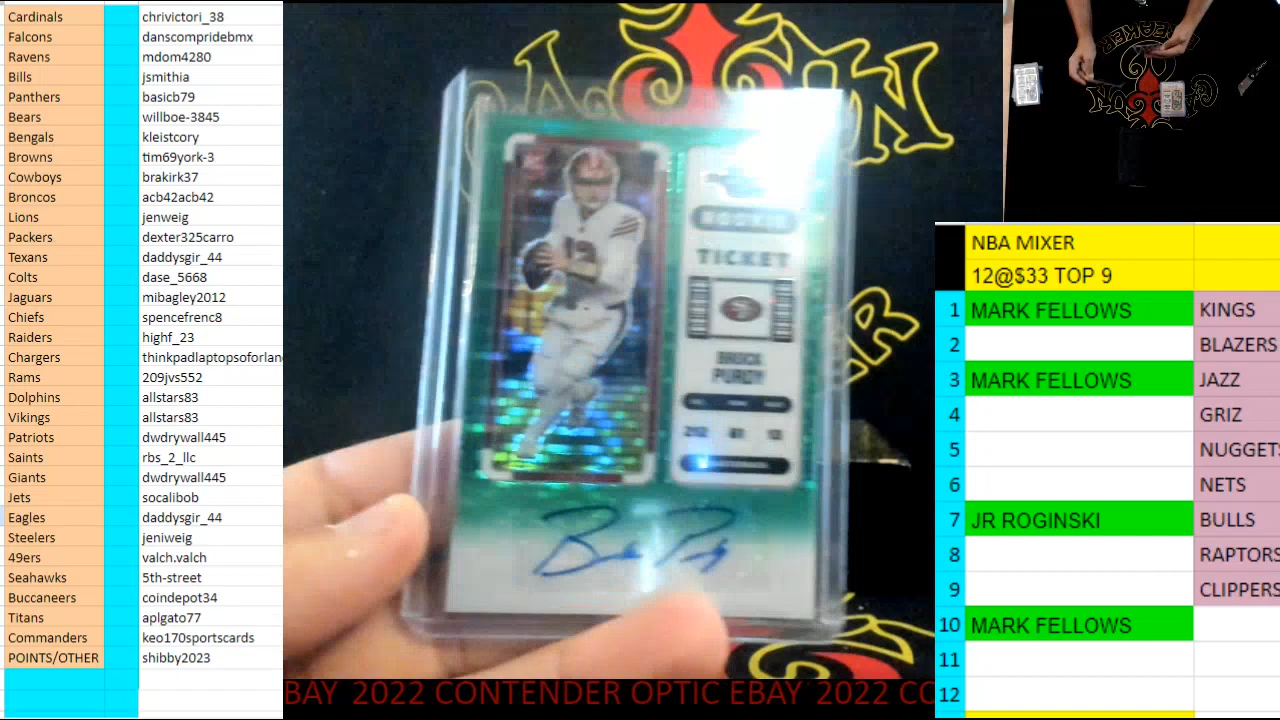 Cardinals chrivictori_38
Falcons danscompridebmx
Ravens mdom4280
Bills jsmithia
Panthers basicb79
Bears willboe-3845
Bengals kleistcory
Browns tim69york-3
Cowboys brakirk37
Broncos acb42acb42
Lions jenweig
Packers dexter325carro
Texans daddysgir_44
Colts dase_5668
Jaguars mibagley2012
Chiefs spencefrenc8
Raiders highf_23
Chargers thinkpadlaptopsoforlan
Rams 209jvs552
Dolphins allstars83
Vikings allstars83
Patriots dwdrywall445
Saints rbs_2_llc
Giants dwdrywall445
Jets socalibob
Eagles daddysgir_44
Steelers jeniweig
49ers valch.valch
Seahawks 5th-street
Buccaneers coindepot34
Titans aplgato77
Commanders keo170sportscards
POINTS/OTHER shibby2023
ROOKIE
TICKET
BROCK
PURDY
EBAY 2022 CONTENDER OPTIC EBAY 2022 CO
NBA MIXER
12@$33 TOP 9
1 MARK FELLOWS KINGS
2 BLAZERS
3 MARK FELLOWS JAZZ
4 GRIZ
5 NUGGETS
6 NETS
7 JR ROGINSKI BULLS
8 RAPTORS
9 CLIPPERS
10 MARK FELLOWS
11
12